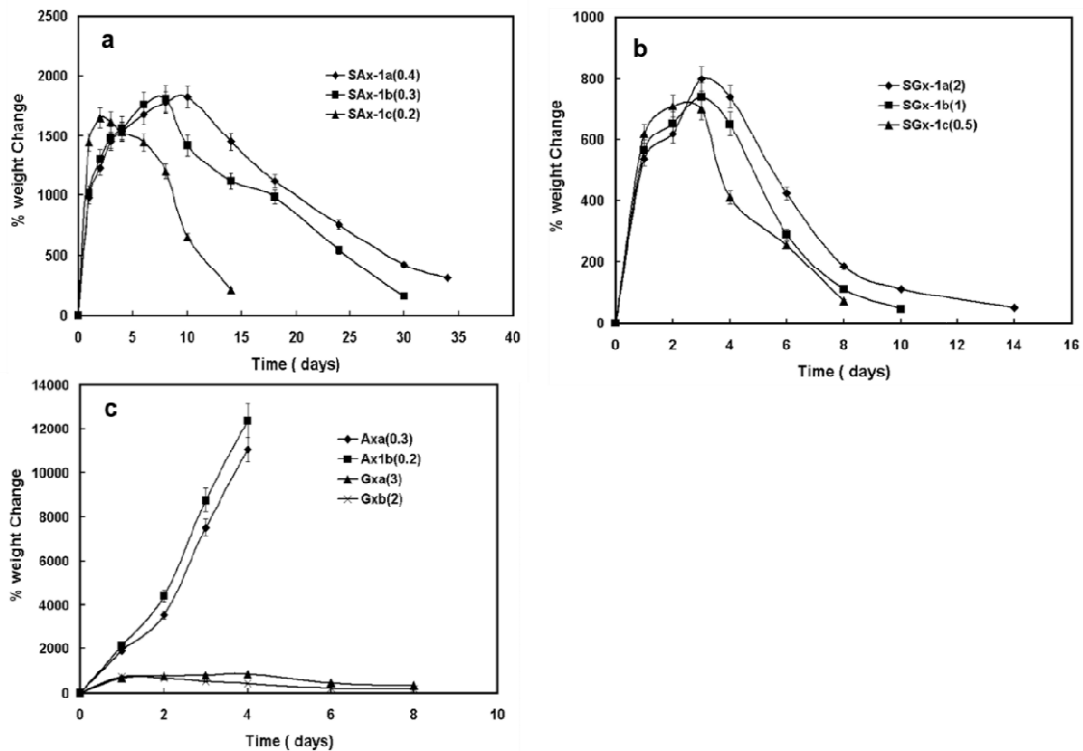 a
SAx-1a(0.4)
SAx-1b(0.3)
SAx-1c(0.2)
% weight Change
2500
2000
1500
1000
500
0
0 5 10 15 20 25 30 35 40
Time ( days)
b
SGx-1a(2)
SGx-1b(1)
SGx-1c(0.5)
% weight Change
1000
800
600
400
200
0
0 2 4 6 8 10 12 14 16
Time ( days)
c
Axa(0.3)
Ax1b(0.2)
Gxa(3)
Gxb(2)
% weight Change
14000
12000
10000
8000
6000
4000
2000
0
0 2 4 6 8 10
Time ( days)